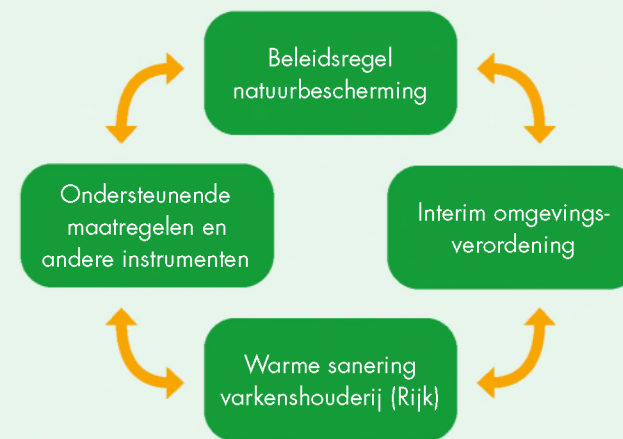 Beleidsregel
natuurbescherming
Ondersteunende
maatregelen en
andere instrumenten
Interim omgevings-
verordening
Warme sanering
varkenshouderij (Rijk)